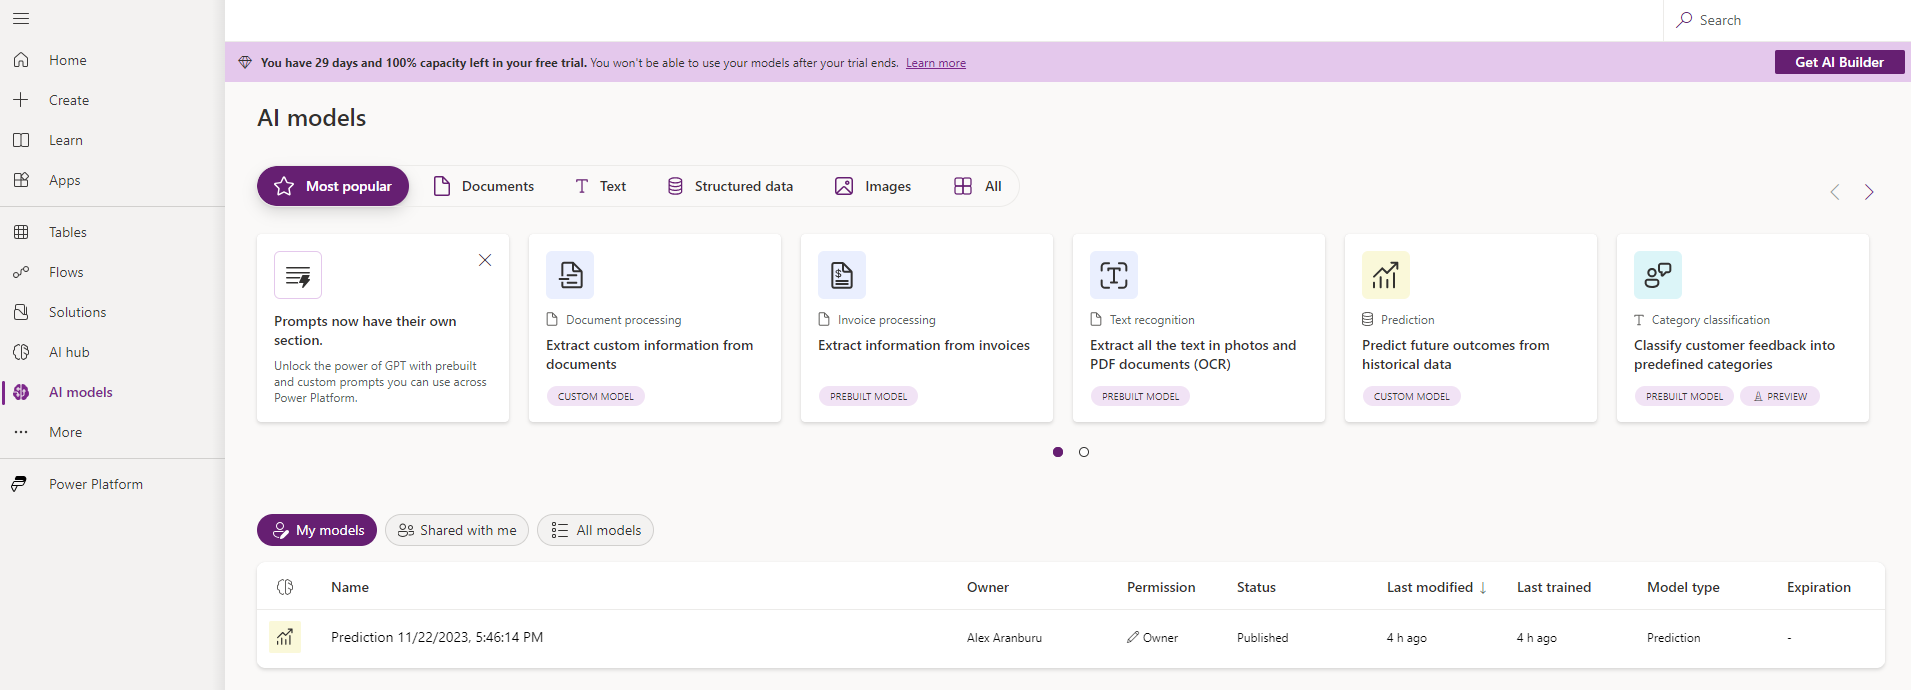 Search
Home
Create
Learn
Apps
Tables
Flows
Solutions
AI hub
AI models
More
Power Platform
You have 29 days and 100% capacity left in your free trial. You won't be able to use your models after your trial ends. Learn more
Get AI Builder
AI models
Most popular
Documents
Text
Structured data
Images
All
Prompts now have their own
section.
Unlock the power of GPT with prebuilt
and custom prompts you can use across
Power Platform.
Document processing
Extract custom information from
documents
CUSTOM MODEL
Invoice processing
Extract information from invoices
PREBUILT MODEL
Text recognition
Extract all the text in photos and
PDF documents (OCR)
PREBUILT MODEL
Prediction
Predict future outcomes from
historical data
CUSTOM MODEL
Category classification
Classify customer feedback into
predefined categories
PREBUILT MODEL PREVIEW
My models
Shared with me
All models
Name Owner Permission Status Last modified ↓ Last trained Model type Expiration
Prediction 11/22/2023, 5:46:14 PM Alex Aranburu Owner Published 4 h ago 4 h ago Prediction -